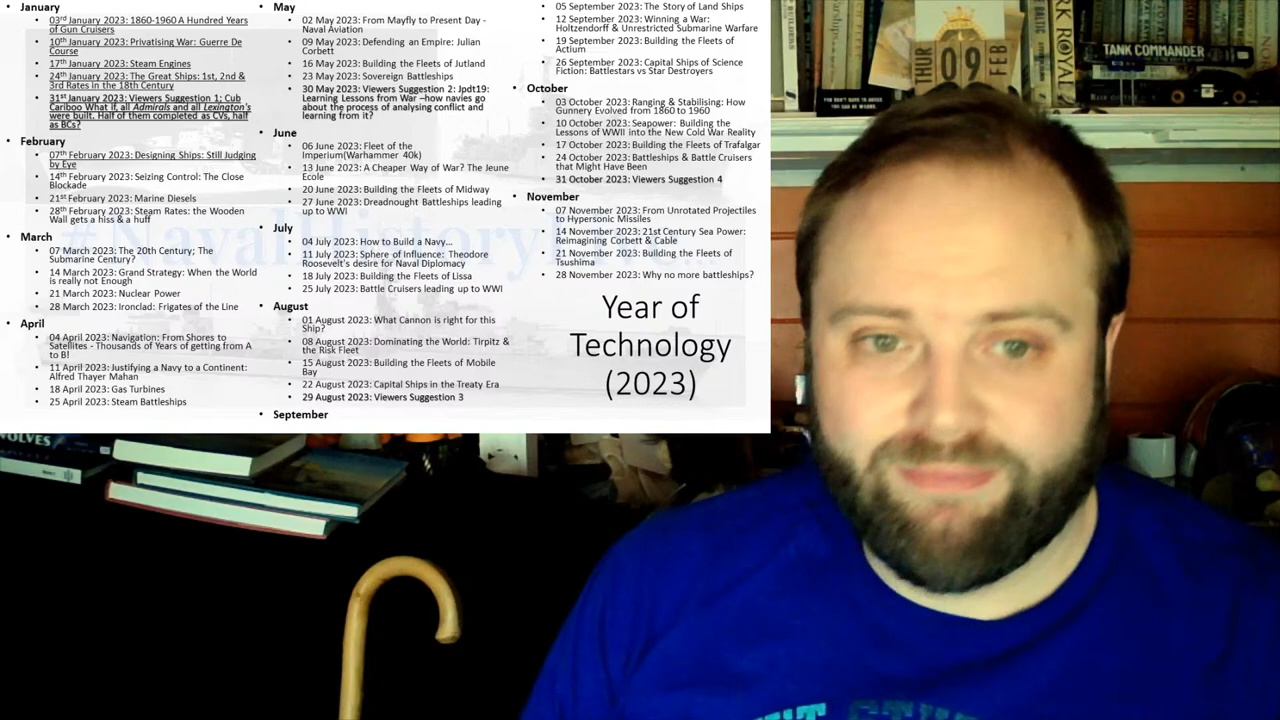 January
03rd January 2023: 1860-1960 A Hundred Years
of Gun Cruisers
10th January 2023: Privatising War: Guerre De
Course
17th January 2023: Steam Engines
24th January 2023: The Great Ships: 1st, 2nd &
3rd Rates in the 18th Century
31st January 2023: Viewers Suggestion 1; Cub
Cariboo What if, all Admirals and all Lexington's
were built. Half of them completed as CVs, half
as BCs?
February
07th February 2023: Designing Ships: Still Judging
by Eye
14th February 2023: Seizing Control: The Close
Blockade
21st February 2023: Marine Diesels
28th February 2023: Steam Rates: the Wooden
Wall gets a hiss & a huff
March
07 March 2023: The 20th Century; The
Submarine Century?
14 March 2023: Grand Strategy: When the World
is really not Enough
21 March 2023: Nuclear Power
28 March 2023: Ironclad: Frigates of the Line
April
04 April 2023: Navigation: From Shores to
Satellites - Thousands of Years of getting from A
to B!
11 April 2023: Justifying a Navy to a Continent:
Alfred Thayer Mahan
18 April 2023: Gas Turbines
25 April 2023: Steam Battleships
May
02 May 2023: From Mayfly to Present Day -
Naval Aviation
09 May 2023: Defending an Empire: Julian
Corbett
16 May 2023: Building the Fleets of Jutland
23 May 2023: Sovereign Battleships
30 May 2023: Viewers Suggestion 2: Jpdt19:
Learning Lessons from War –how navies go
about the process of analysing conflict and
learning from it?
June
06 June 2023: Fleet of the
Imperium(Warhammer 40k)
13 June 2023: A Cheaper Way of War? The Jeune
Ecole
20 June 2023: Building the Fleets of Midway
27 June 2023: Dreadnought Battleships leading
up to WWI
July
04 July 2023: How to Build a Navy...
11 July 2023: Sphere of Influence: Theodore
Roosevelt's desire for Naval Diplomacy
18 July 2023: Building the Fleets of Lissa
25 July 2023: Battle Cruisers leading up to WWI
August
01 August 2023: What Cannon is right for this
Ship?
08 August 2023: Dominating the World: Tirpitz &
the Risk Fleet
15 August 2023: Building the Fleets of Mobile
Bay
22 August 2023: Capital Ships in the Treaty Era
29 August 2023: Viewers Suggestion 3
September
05 September 2023: The Story of Land Ships
12 September 2023: Winning a War:
Holtzendorff & Unrestricted Submarine Warfare
19 September 2023: Building the Fleets of
Actium
26 September 2023: Capital Ships of Science
Fiction: Battlestars vs Star Destroyers
October
03 October 2023: Ranging & Stabilising: How
Gunnery Evolved from 1860 to 1960
10 October 2023: Seapower: Building the
Lessons of WWII into the New Cold War Reality
17 October 2023: Building the Fleets of Trafalgar
24 October 2023: Battleships & Battle Cruisers
that Might Have Been
31 October 2023: Viewers Suggestion 4
November
07 November 2023: From Unrotated Projectiles
to Hypersonic Missiles
14 November 2023: 21st Century Sea Power:
Reimagining Corbett & Cable
21 November 2023: Building the Fleets of
Tsushima
28 November 2023: Why no more battleships?
Year of
Technology
(2023)
#NavalHistory
THUR
09
FEB
TANK COMMANDER
BALTIC
ROYAL
WOLVES